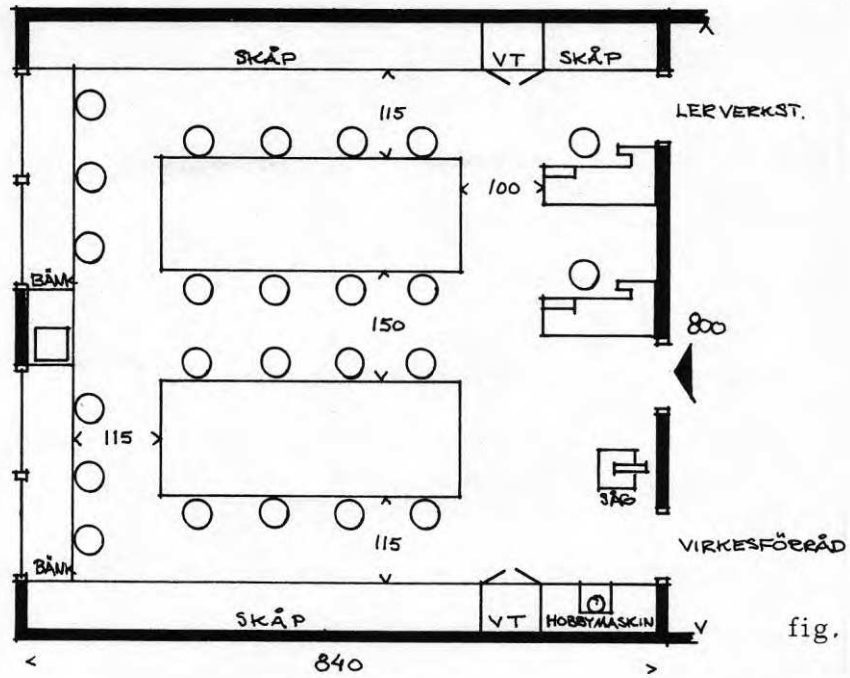 SKÅP
VT
SKÅP
115
LERVERKST.
100
BÄNK
150
800
115
SÅG
BÄNK
115
VIRKESFÖRRÅD
SKÅP
VT
HOBBYMASKIN
fig.
840